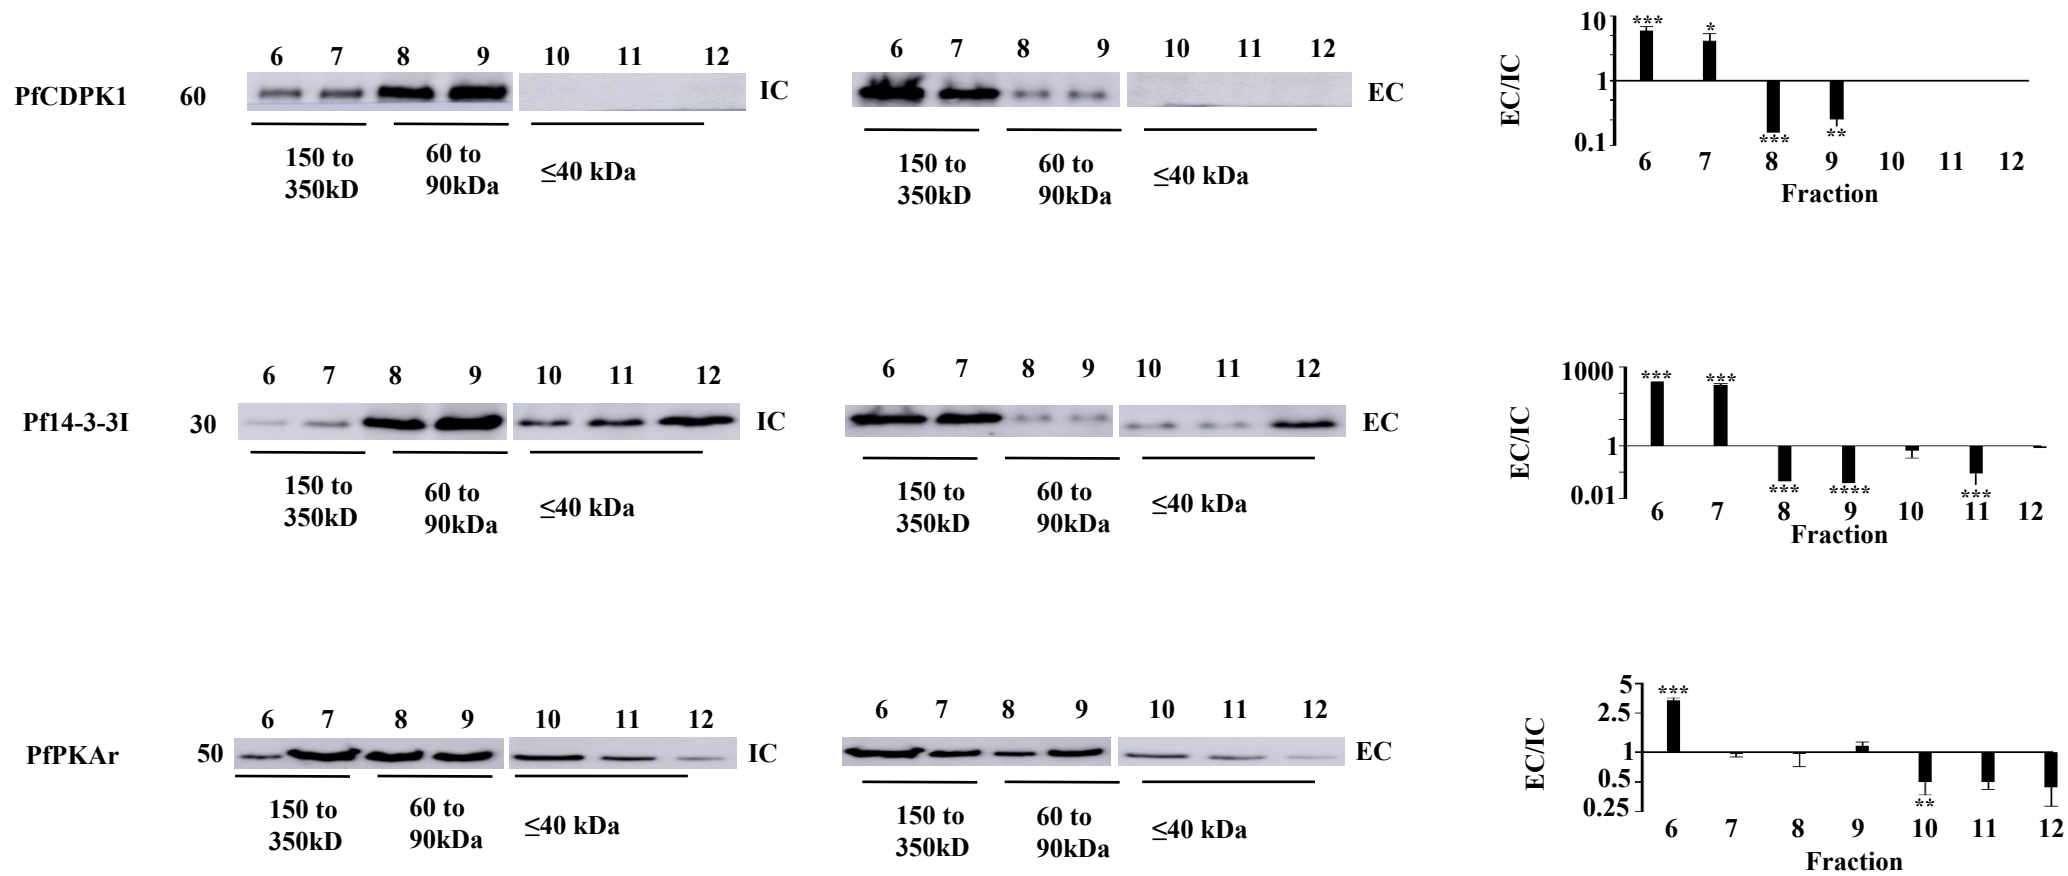 6 7 8 9 10 11 12
PfCDPK1 60 IC
150 to 350kD
60 to 90kDa
≤40 kDa
6 7 8 9 10 11 12
EC
150 to 350kD
60 to 90kDa
≤40 kDa
EC/IC
10
1
0.1
*** * *** **
6 7 8 9 10 11 12
Fraction
6 7 8 9 10 11 12
Pf14-3-3I 30 IC
150 to 350kD
60 to 90kDa
≤40 kDa
6 7 8 9 10 11 12
EC
150 to 350kD
60 to 90kDa
≤40 kDa
EC/IC
1000
1
0.01
*** *** *** **** ***
6 7 8 9 10 11 12
Fraction
6 7 8 9 10 11 12
PfPKAr 50 IC
150 to 350kD
60 to 90kDa
≤40 kDa
6 7 8 9 10 11 12
EC
150 to 350kD
60 to 90kDa
≤40 kDa
EC/IC
5
2.5
1
0.5
0.25
*** **
6 7 8 9 10 11 12
Fraction